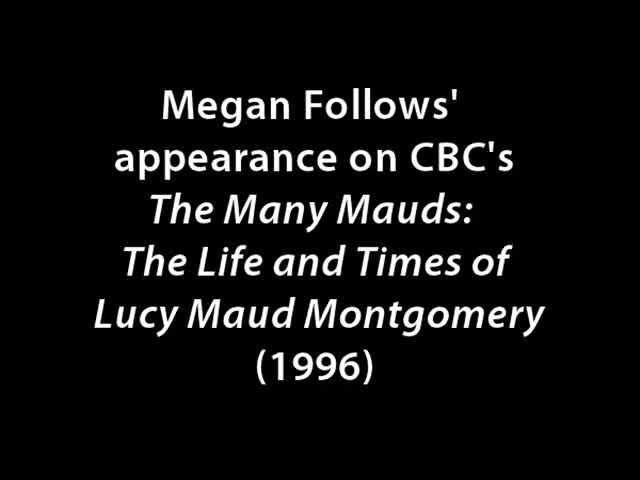 Megan Follows'
appearance on CBC's
The Many Mauds:
The Life and Times of
Lucy Maud Montgomery
(1996)